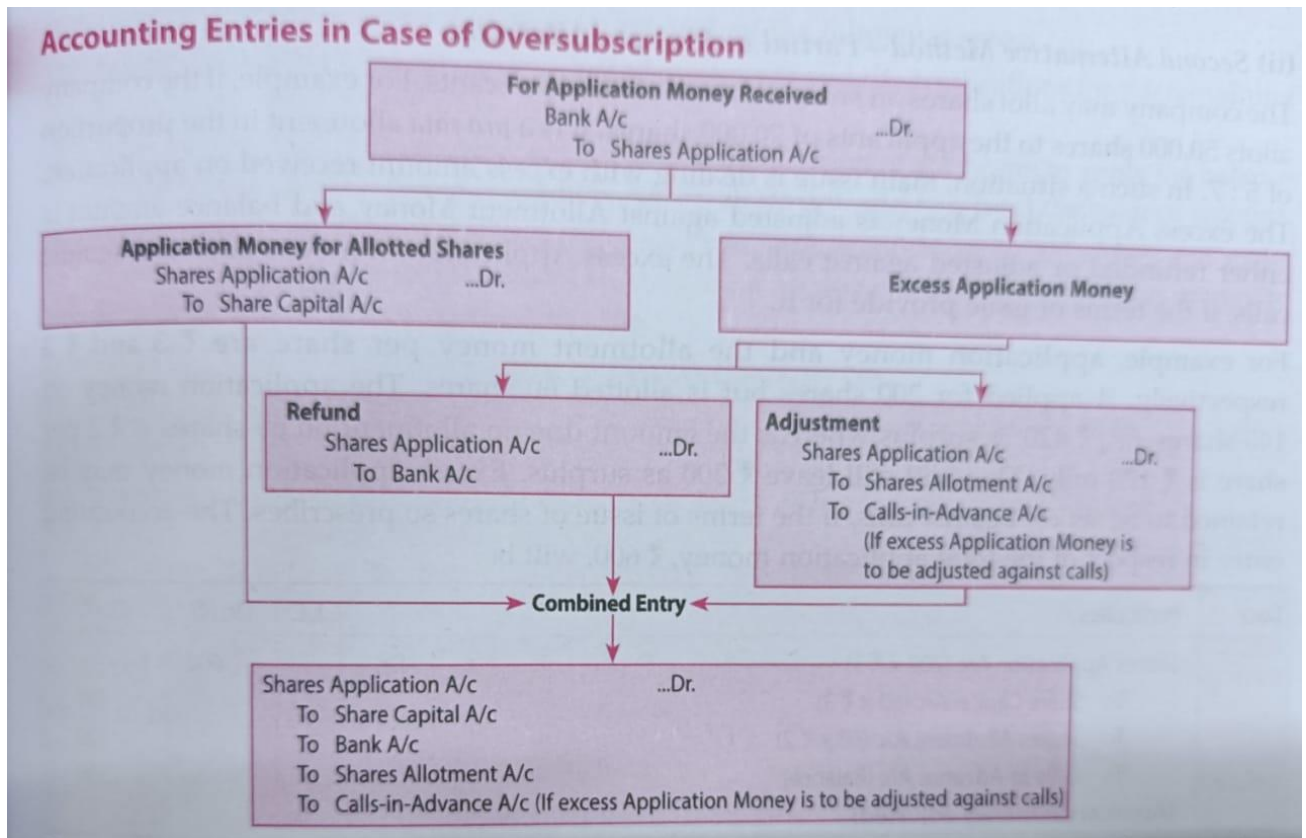 Accounting Entries in Case of Oversubscription
For Application Money Received
Bank A/c ...Dr.
To Shares Application A/c
Application Money for Allotted Shares
Shares Application A/c ...Dr.
To Share Capital A/c
Excess Application Money
Refund
Shares Application A/c ...Dr.
To Bank A/c
Adjustment
Shares Application A/c ...Dr.
To Shares Allotment A/c
To Calls-in-Advance A/c
(If excess Application Money is
to be adjusted against calls)
Combined Entry
Shares Application A/c ...Dr.
To Share Capital A/c
To Bank A/c
To Shares Allotment A/c
To Calls-in-Advance A/c (If excess Application Money is to be adjusted against calls)